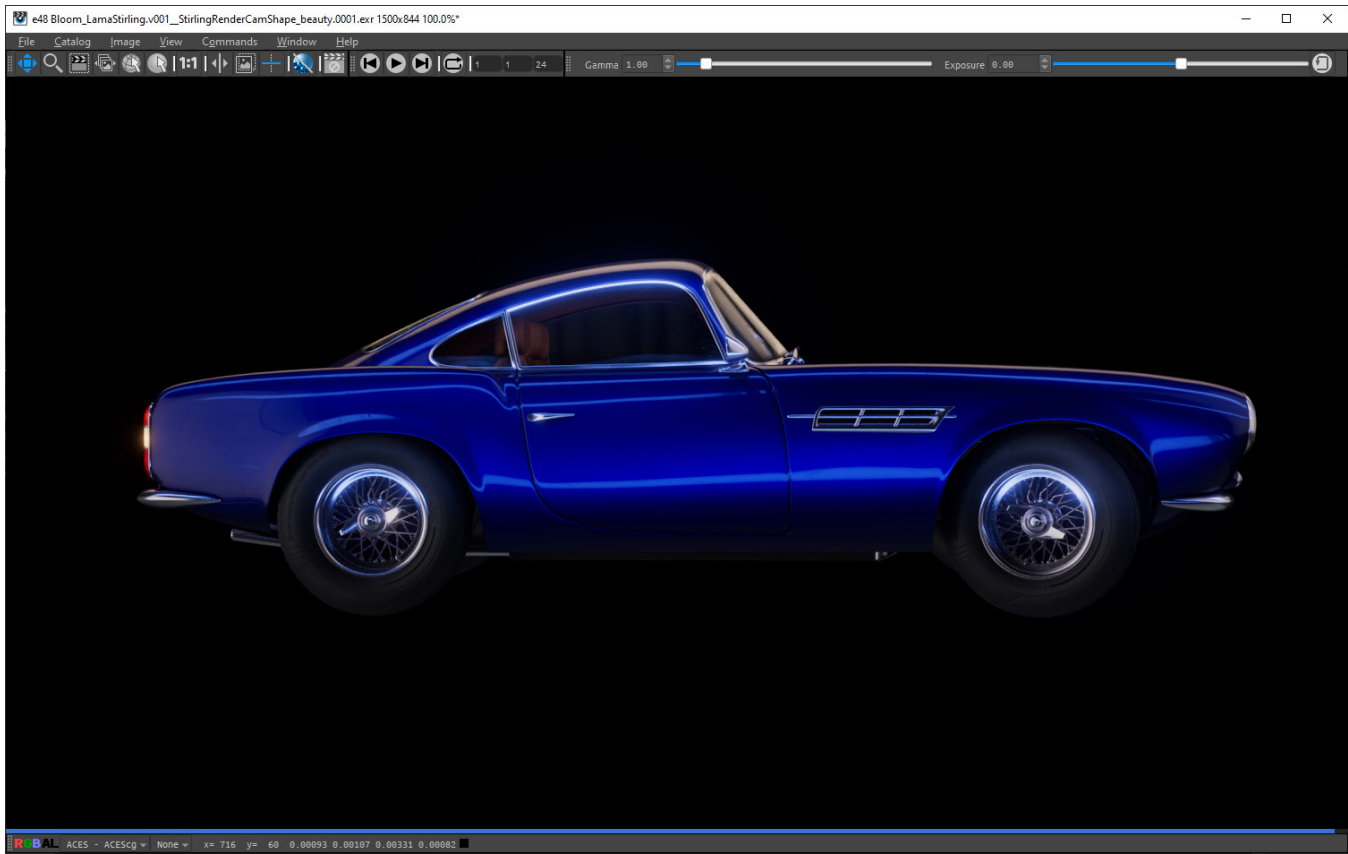 e48 Bloom_LamaStirling.v001__StirlingRenderCamShape_beauty.0001.exr 1500x844 100.0%*
File Catalog Image View Commands Window Help
1:1 1 1 24 Gamma 1.00 Exposure 0.00
RGBAL ACES - ACEScg None x= 716 y= 60 0.00093 0.00107 0.00331 0.00082